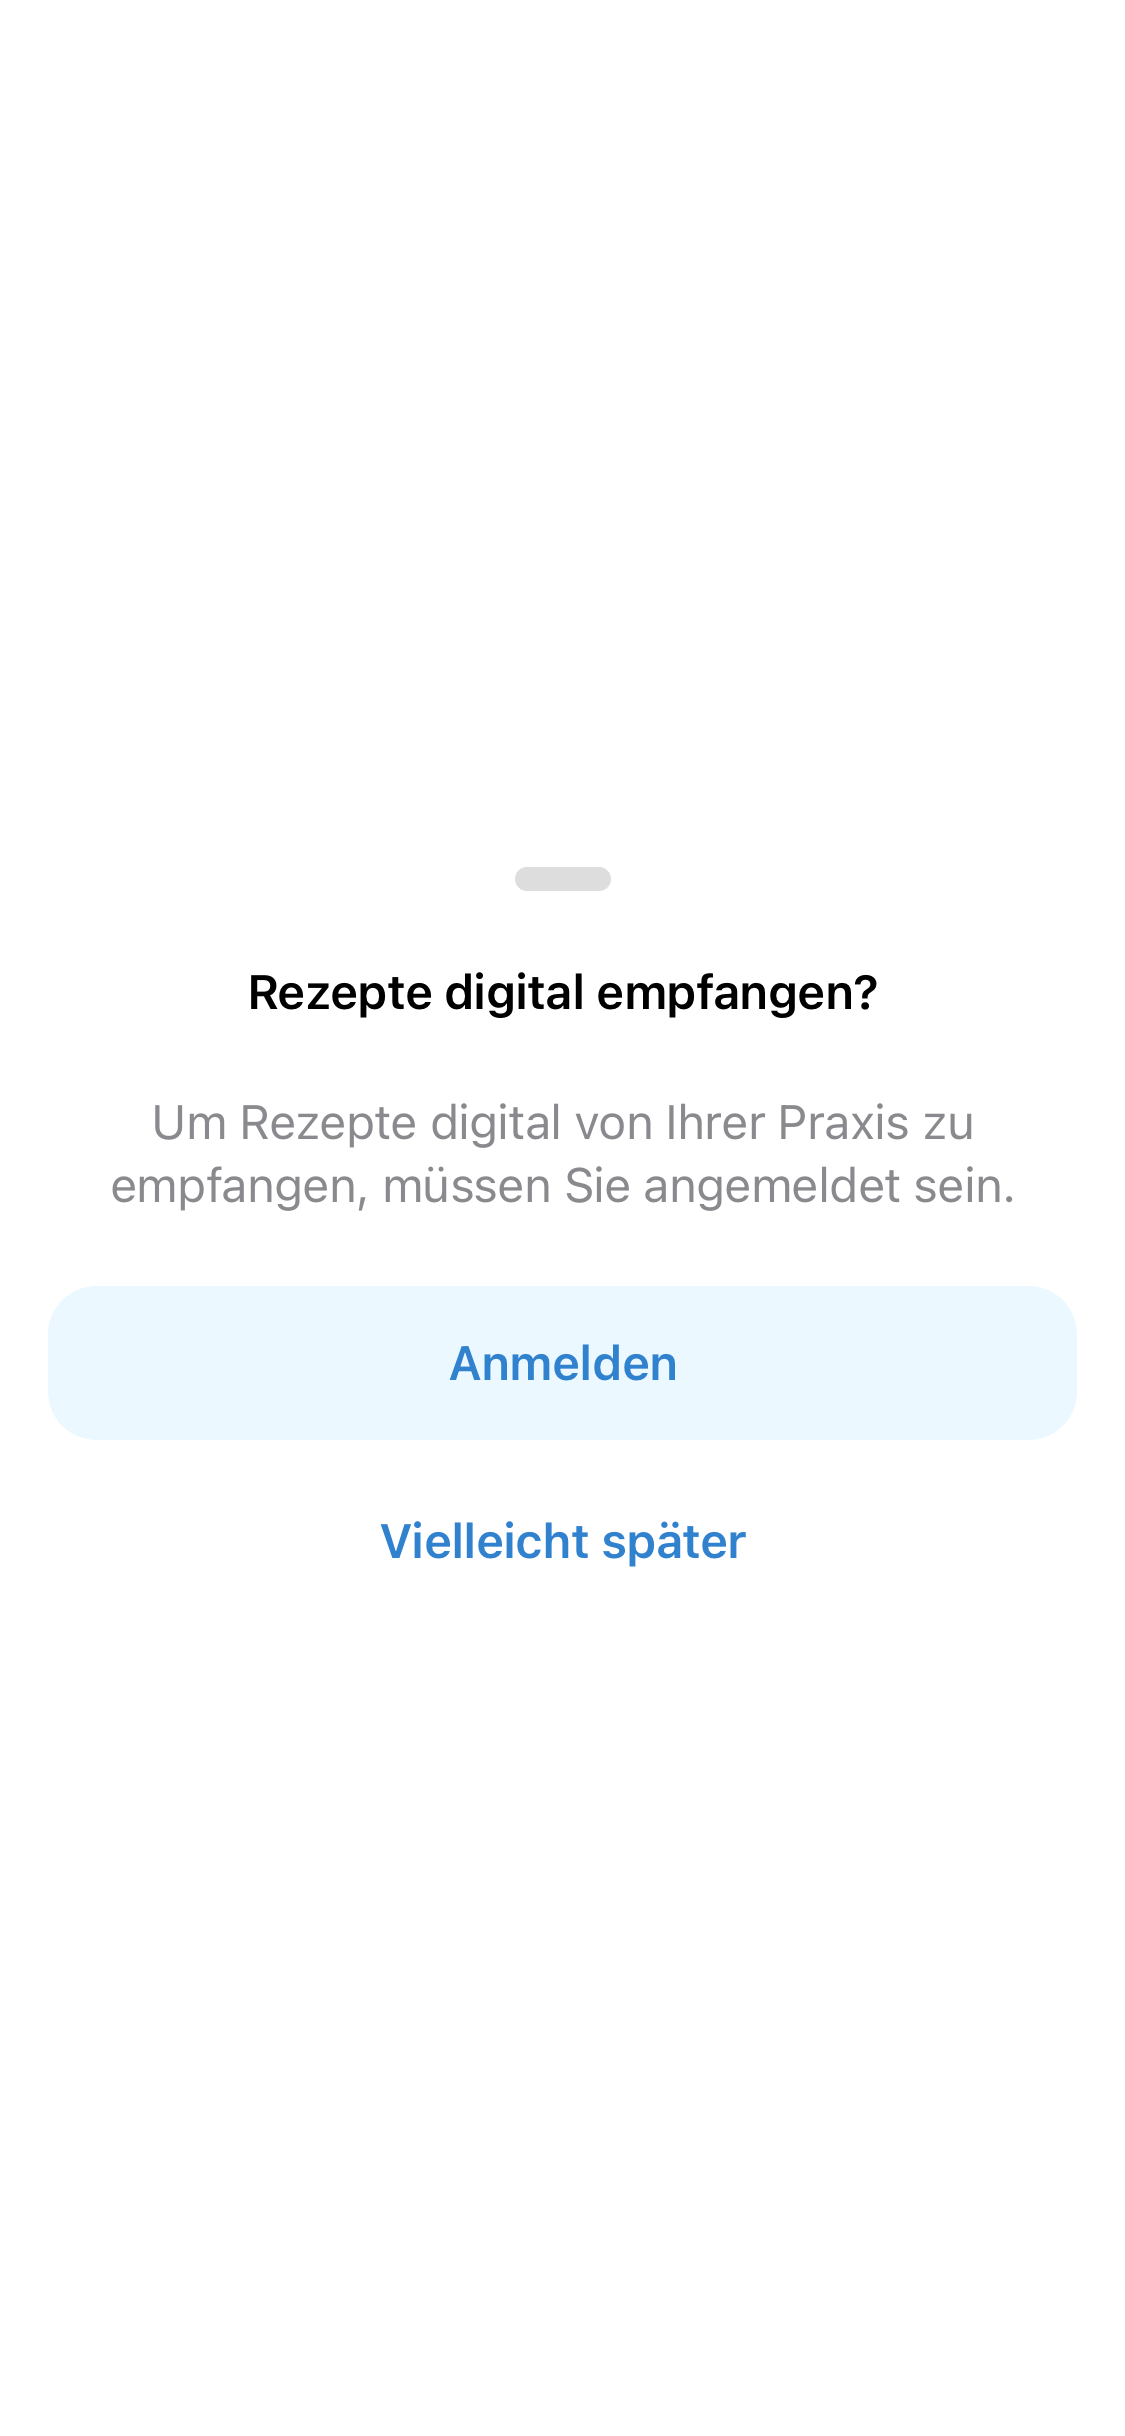 Rezepte digital empfangen?
Um Rezepte digital von Ihrer Praxis zu
empfangen, müssen Sie angemeldet sein.
Anmelden
Vielleicht später